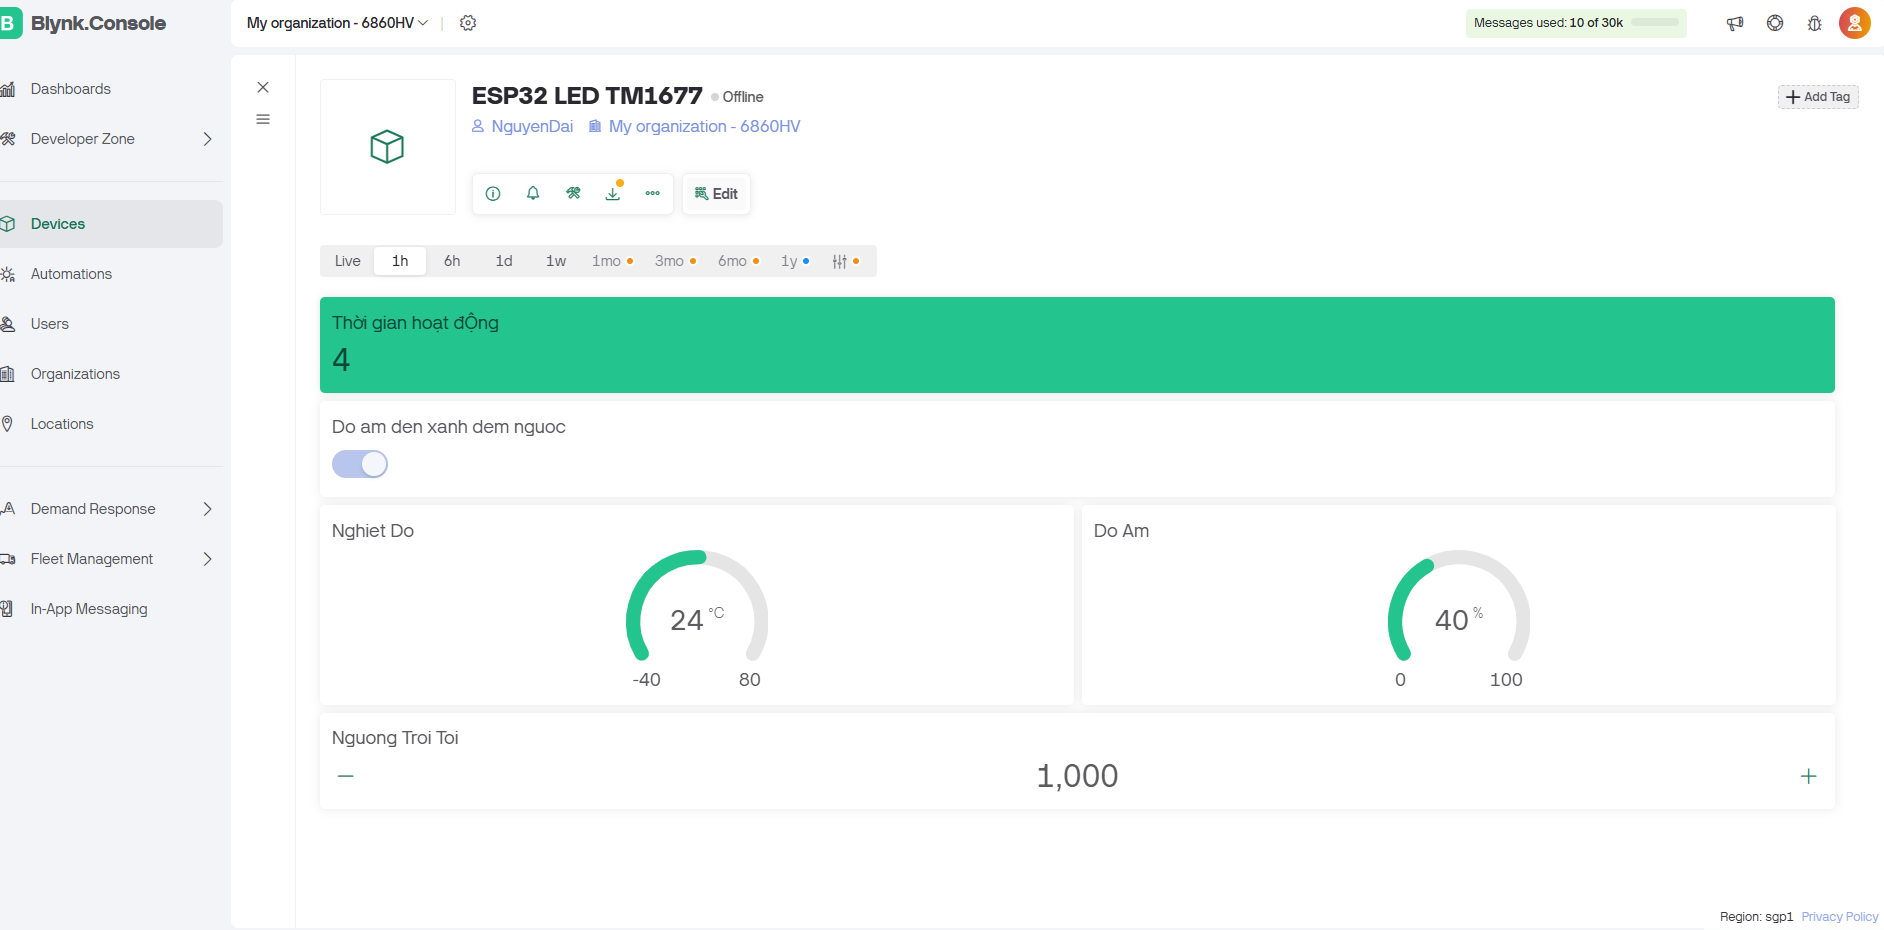 B Blynk.Console
My organization - 6860HV
Messages used: 10 of 30k
Dashboards
Developer Zone
Devices
Automations
Users
Organizations
Locations
Demand Response
Fleet Management
In-App Messaging
ESP32 LED TM1677 Offline
NguyenDai My organization - 6860HV
Add Tag
Edit
Live 1h 6h 1d 1w 1mo 3mo 6mo 1y
Thời gian hoạt đỘng
4
Do am den xanh dem nguoc
Nghiet Do
24 °C
-40 80
Do Am
40 %
0 100
Nguong Troi Toi
1,000
Region: sgp1 Privacy Policy